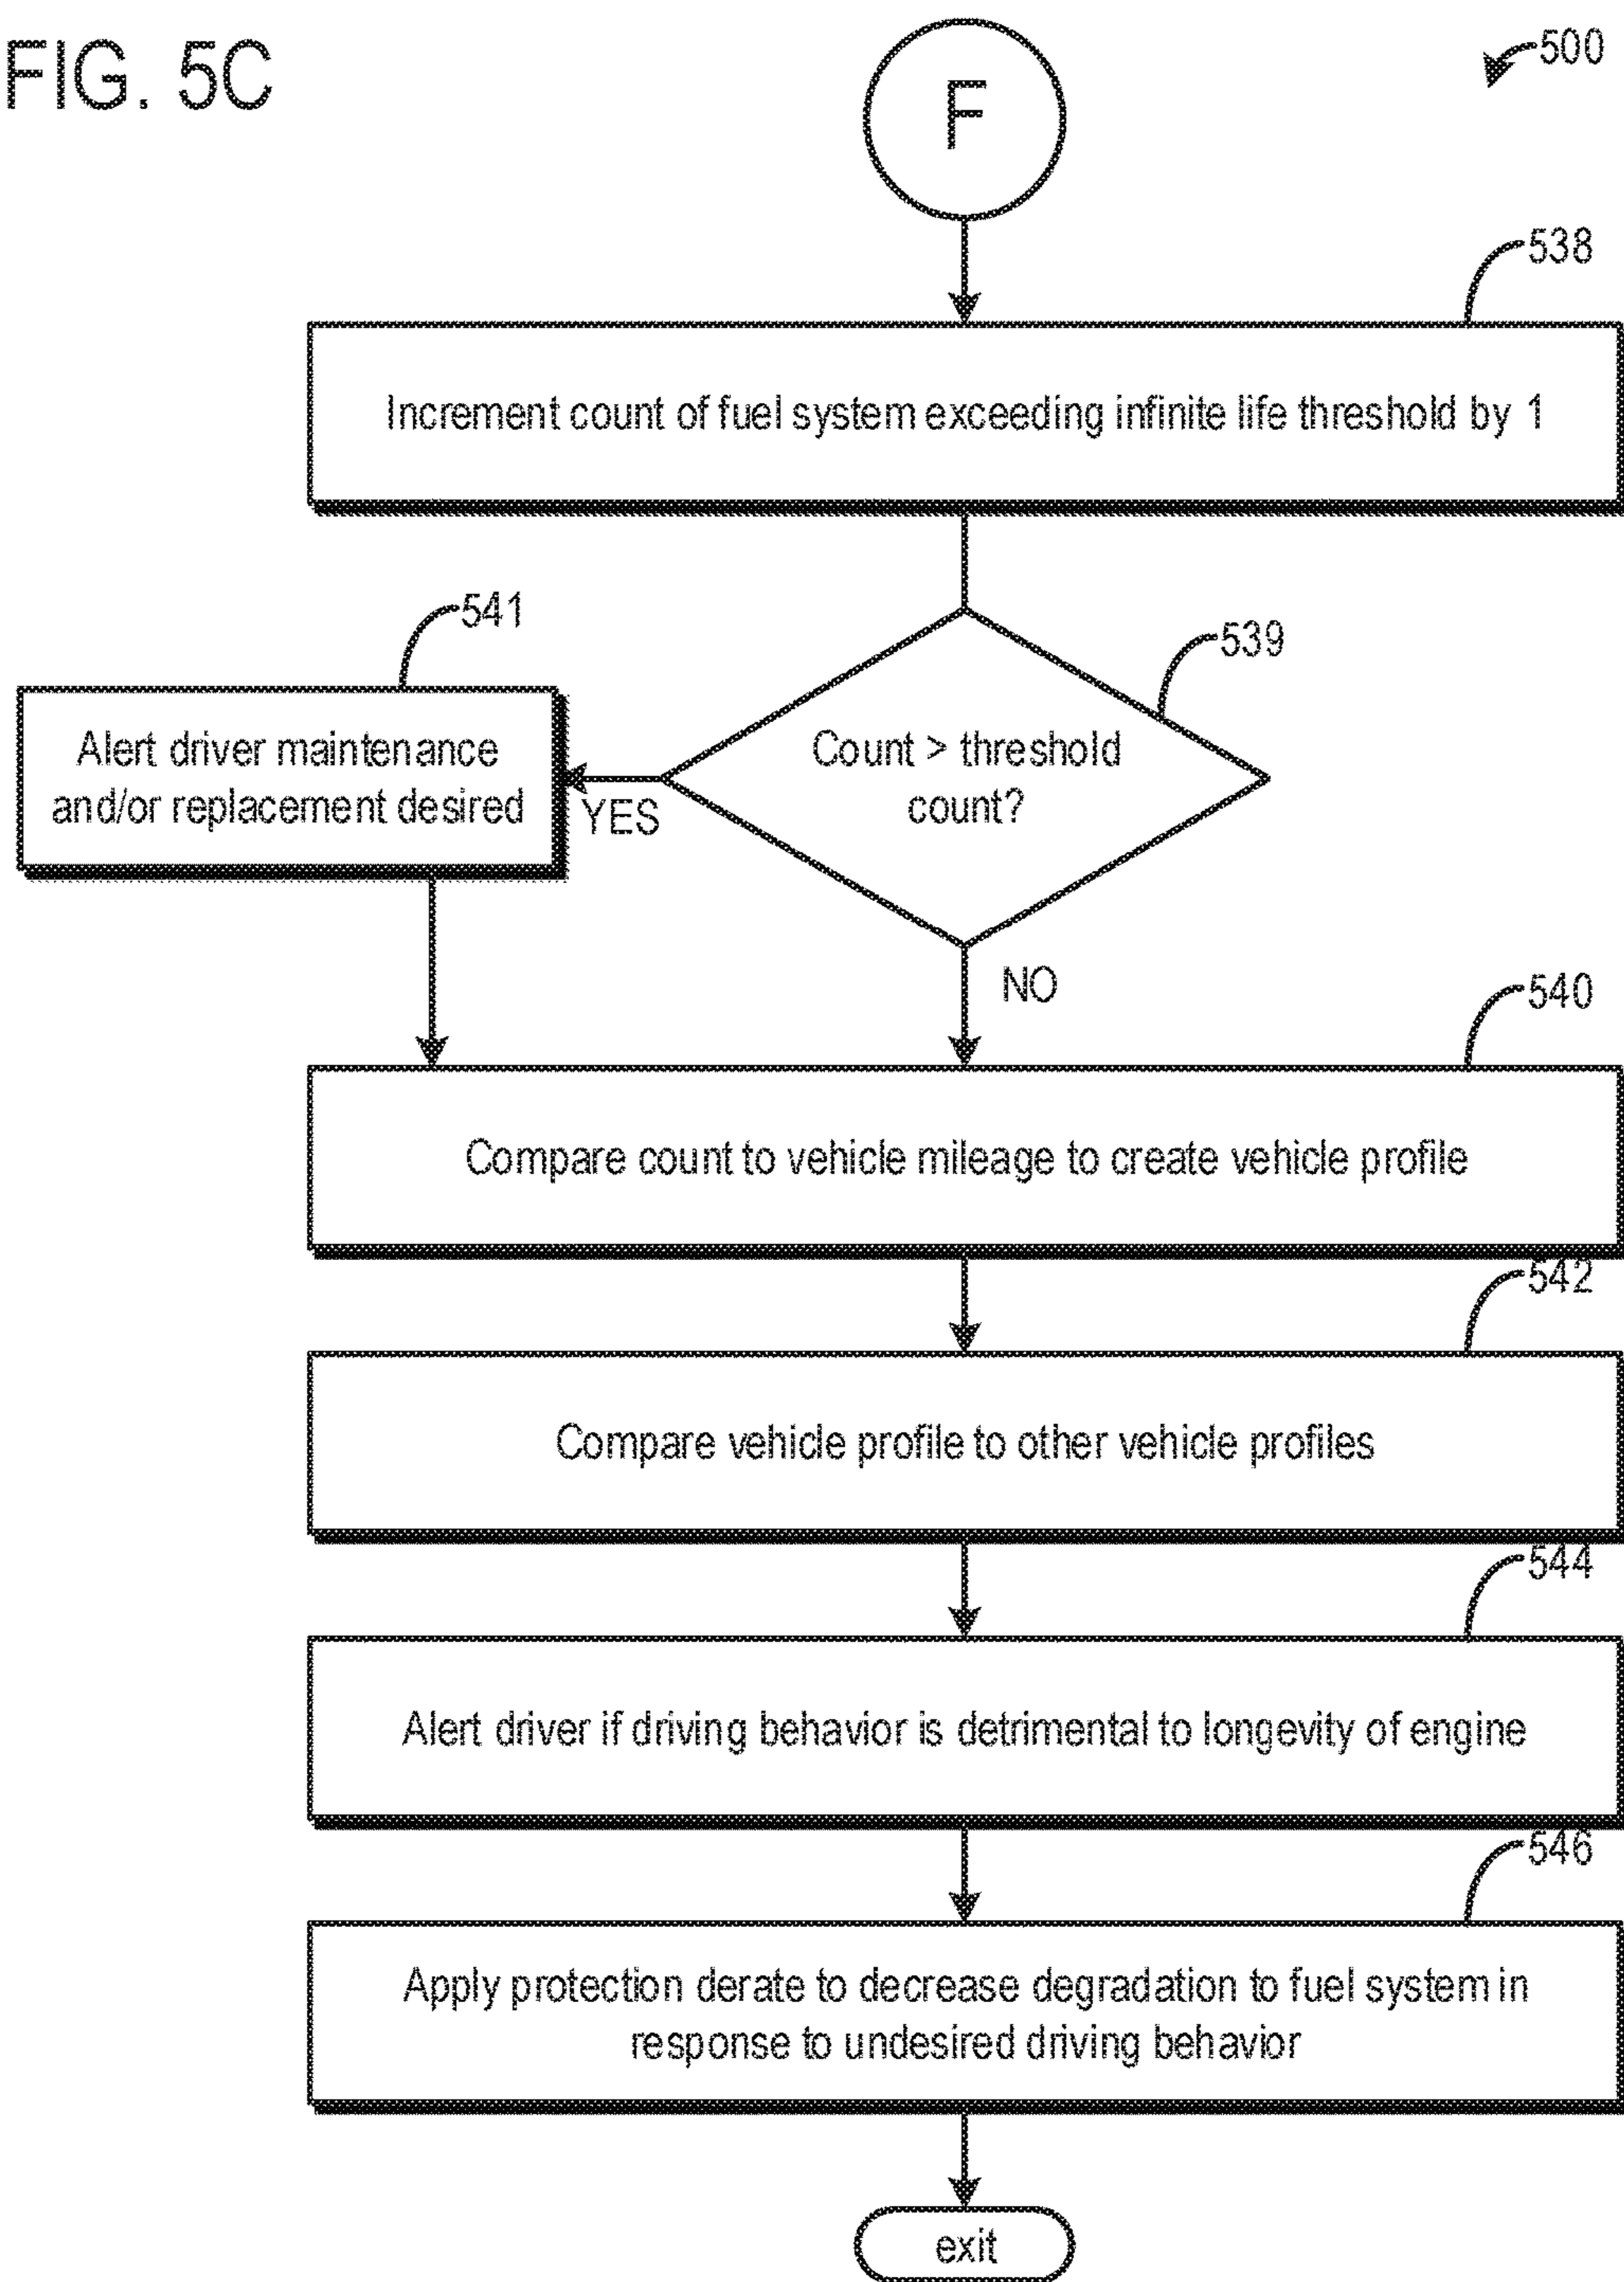 FIG. 5C
500
F
538
Increment count of fuel system exceeding infinite life threshold by 1
541
539
Alert driver maintenance
and/or replacement desired
YES
Count > threshold
count?
NO
540
Compare count to vehicle mileage to create vehicle profile
542
Compare vehicle profile to other vehicle profiles
544
Alert driver if driving behavior is detrimental to longevity of engine
546
Apply protection derate to decrease degradation to fuel system in
response to undesired driving behavior
exit